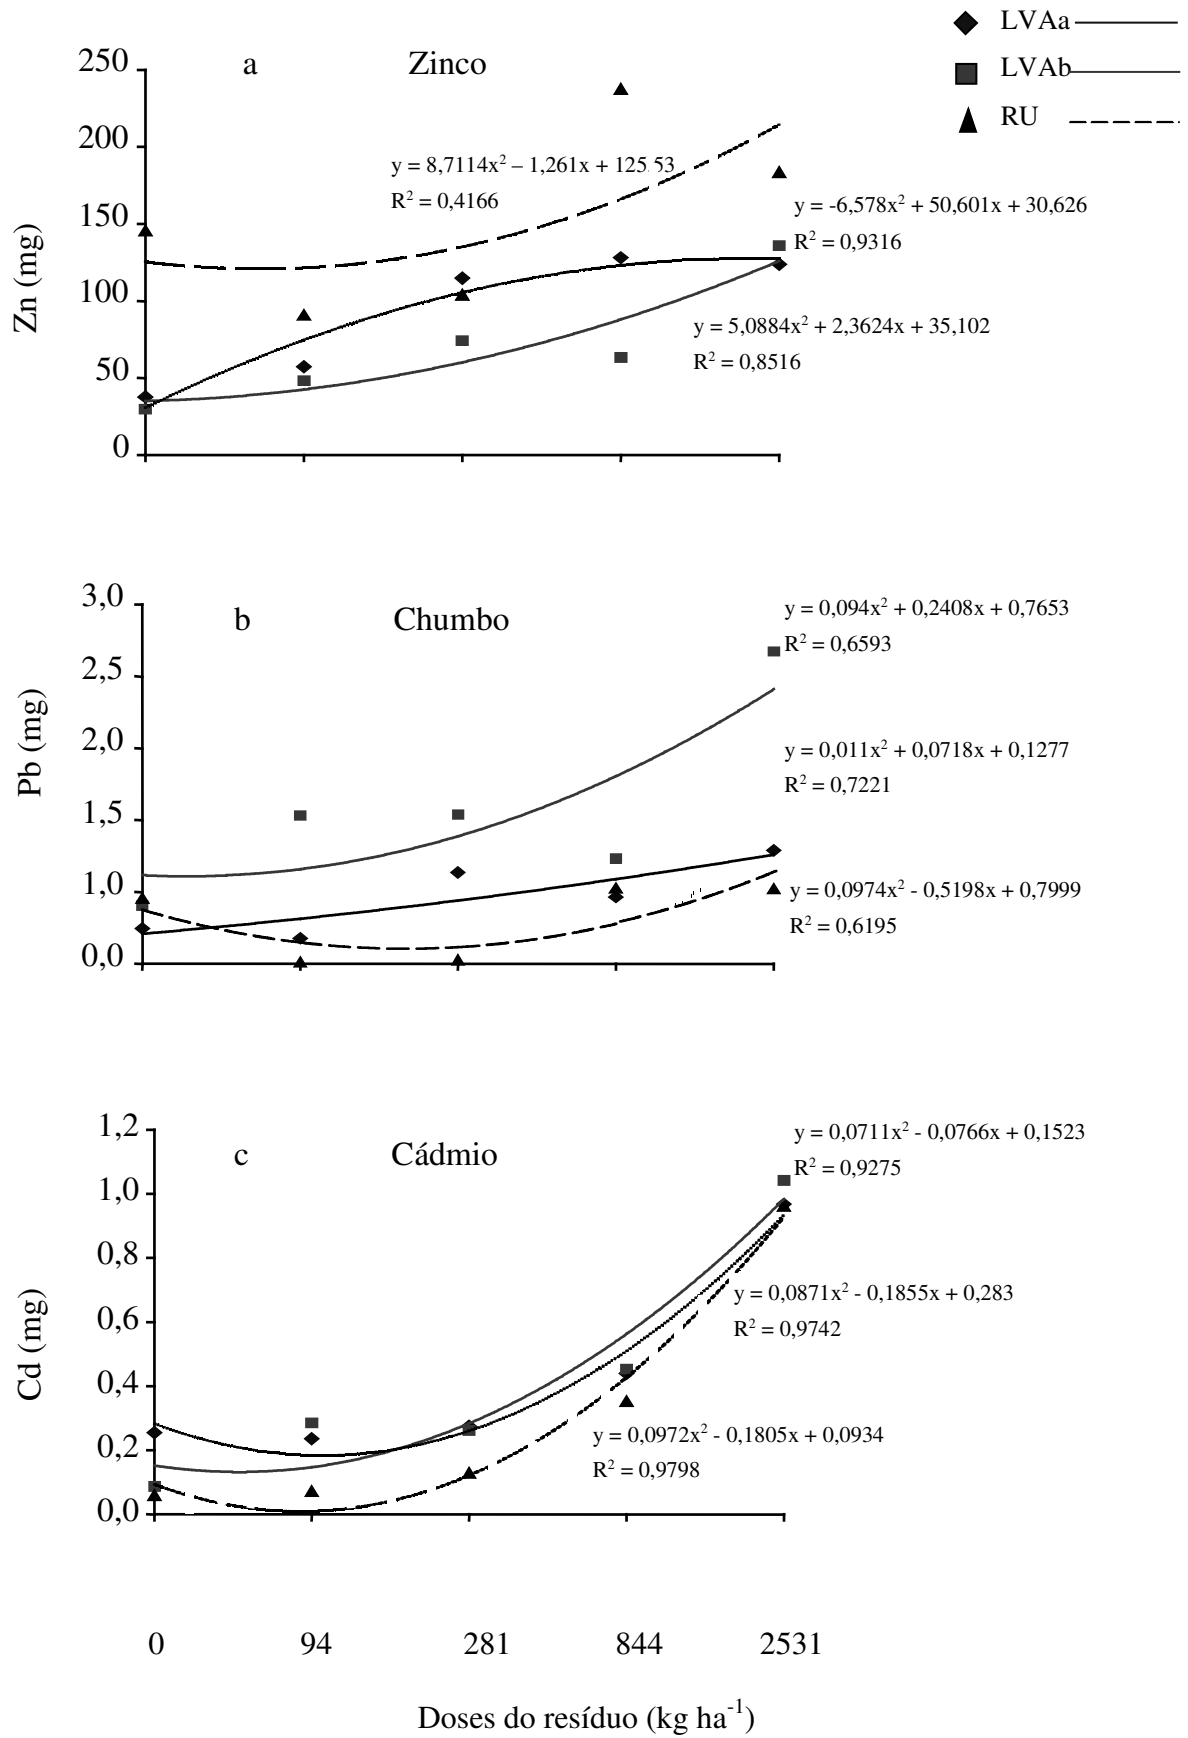 LVAa
LVAb
RU
a Zinco
250
200
150
100
50
0
Zn (mg)
y = 8,7114x² – 1,261x + 125,53
R² = 0,4166
y = -6,578x² + 50,601x + 30,626
R² = 0,9316
y = 5,0884x² + 2,3624x + 35,102
R² = 0,8516
b Chumbo
3,0
2,5
2,0
1,5
1,0
0,0
Pb (mg)
y = 0,094x² + 0,2408x + 0,7653
R² = 0,6593
y = 0,011x² + 0,0718x + 0,1277
R² = 0,7221
y = 0,0974x² - 0,5198x + 0,7999
R² = 0,6195
c Cádmio
1,2
1,0
0,8
0,6
0,4
0,2
0,0
Cd (mg)
y = 0,0711x² - 0,0766x + 0,1523
R² = 0,9275
y = 0,0871x² - 0,1855x + 0,283
R² = 0,9742
y = 0,0972x² - 0,1805x + 0,0934
R² = 0,9798
0 94 281 844 2531
Doses do resíduo (kg ha⁻¹)